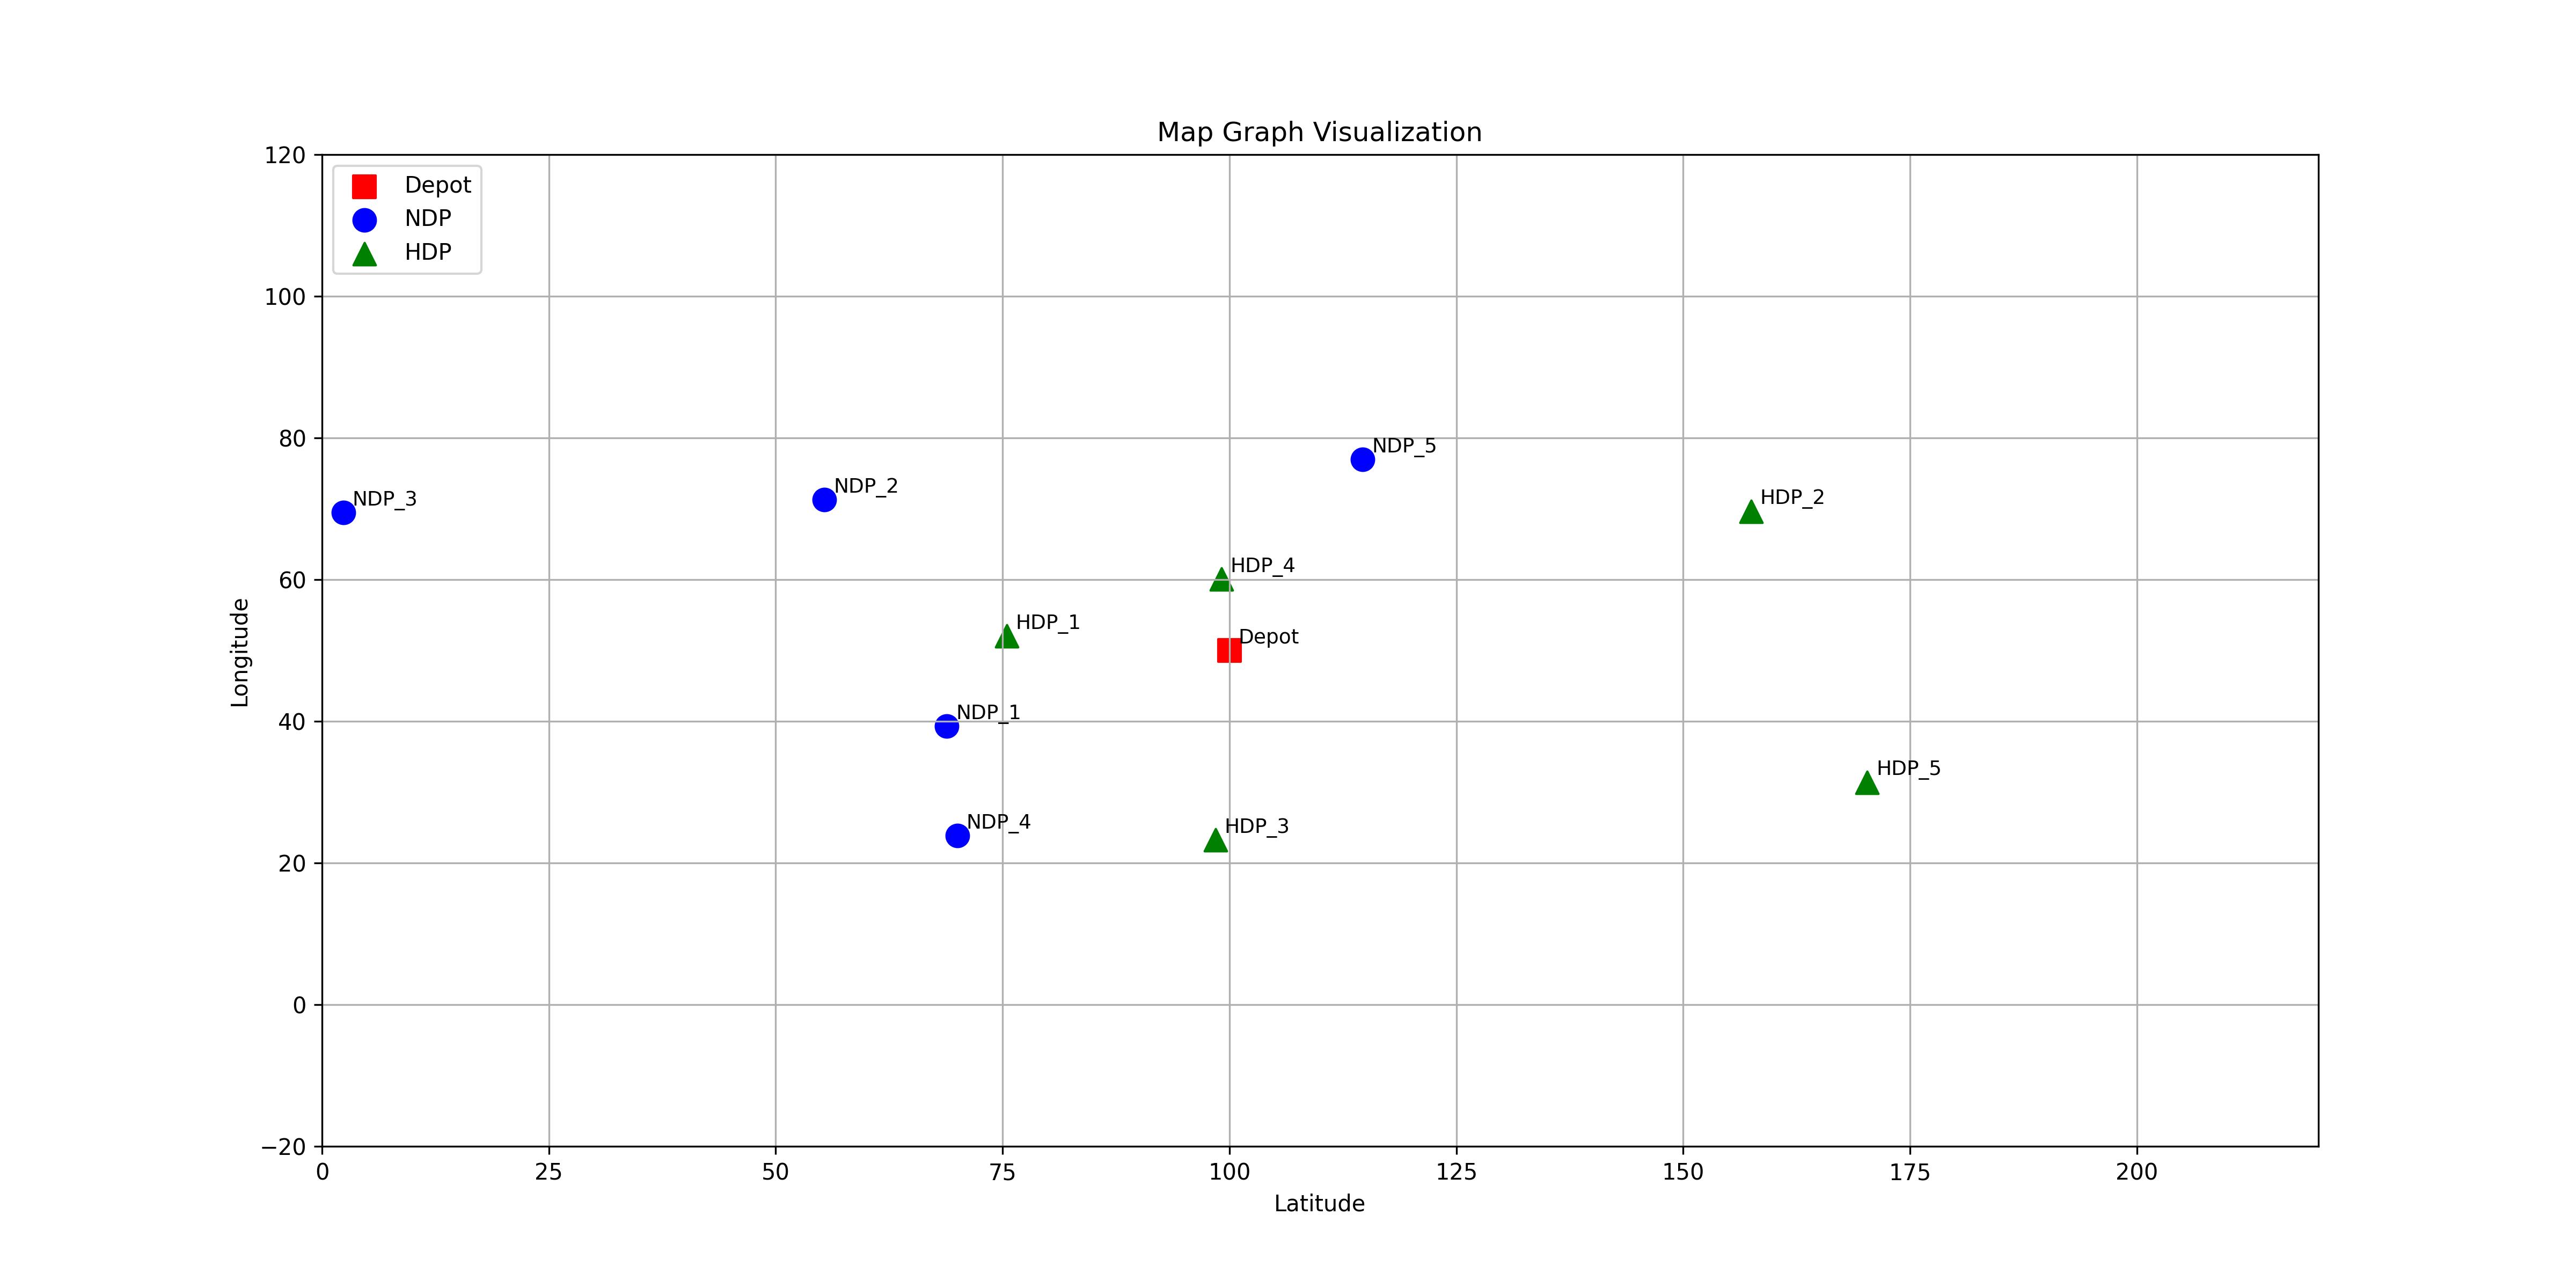 Map Graph Visualization
120
100
80
60
40
20
0
−20
Longitude
Depot
NDP
HDP
NDP_5
NDP_3
NDP_2
HDP_2
HDP_4
HDP_1
Depot
NDP_1
HDP_5
NDP_4
HDP_3
0 25 50 75 100 125 150 175 200
Latitude